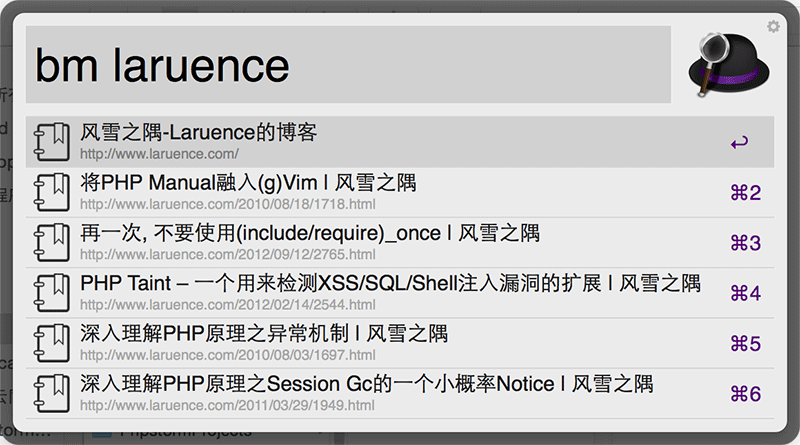 bm laruence
风雪之隅-Laruence的博客
http://www.laruence.com/
↩
将PHP Manual融入(g)Vim | 风雪之隅
http://www.laruence.com/2010/08/18/1718.html
⌘2
再一次, 不要使用(include/require)_once | 风雪之隅
http://www.laruence.com/2012/09/12/2765.html
⌘3
PHP Taint – 一个用来检测XSS/SQL/Shell注入漏洞的扩展 | 风雪之隅
http://www.laruence.com/2012/02/14/2544.html
⌘4
深入理解PHP原理之异常机制 | 风雪之隅
http://www.laruence.com/2010/08/03/1697.html
⌘5
深入理解PHP原理之Session Gc的一个小概率Notice | 风雪之隅
http://www.laruence.com/2011/03/29/1949.html
⌘6